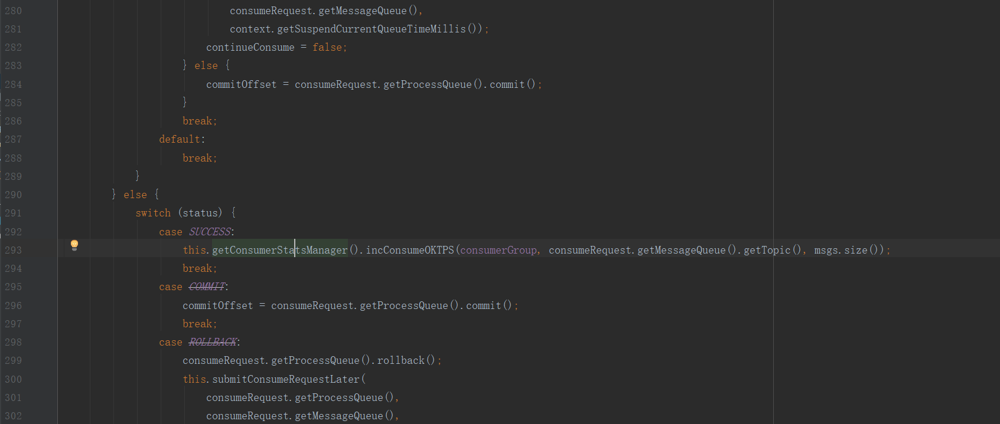 280 consumeRequest.getMessageQueue(),
281 context.getSuspendCurrentQueueTimeMillis());
282 continueConsume = false;
283 } else {
284 commitOffset = consumeRequest.getProcessQueue().commit();
285 }
286 break;
287 default:
288 break;
289 }
290 } else {
291 switch (status) {
292 case SUCCESS:
293 this.getConsumerStatsManager().incConsumeOKTPS(consumerGroup, consumeRequest.getMessageQueue().getTopic(), msgs.size());
294 break;
295 case COMMIT:
296 commitOffset = consumeRequest.getProcessQueue().commit();
297 break;
298 case ROLLBACK:
299 consumeRequest.getProcessQueue().rollback();
300 this.submitConsumeRequestLater(
301 consumeRequest.getProcessQueue(),
302 consumeRequest.getMessageQueue(),